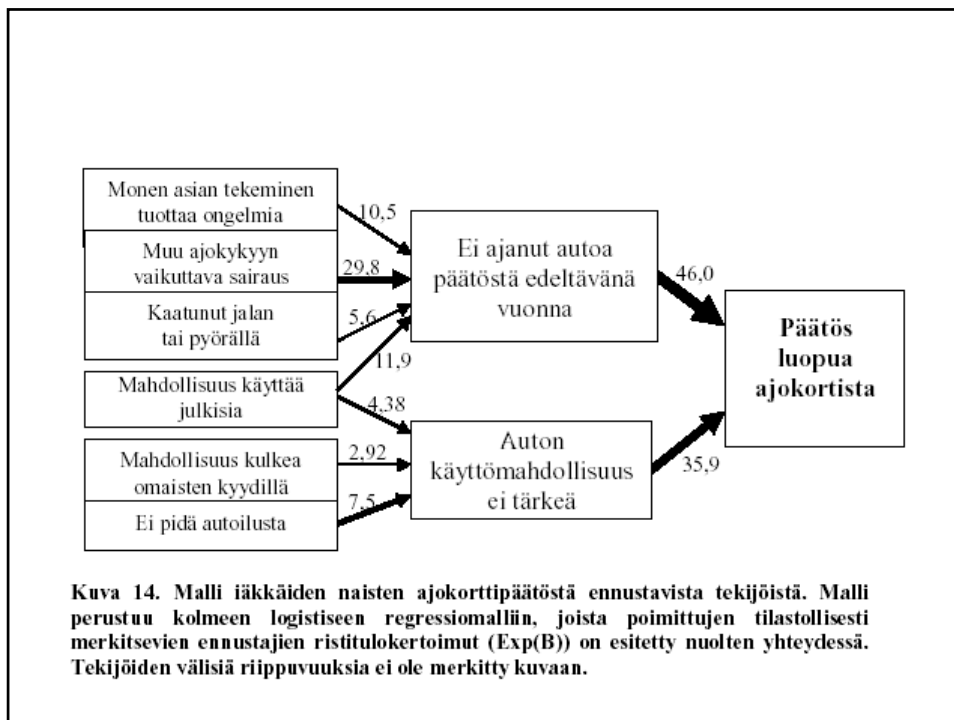 Monen asian tekeminen
tuottaa ongelmia
10,5
Muu ajokykyyn
vaikuttava sairaus
29,8
Kaatunut jalan
tai pyörällä
5,6
Mahdollisuus käyttää
julkisia
11,9
4,38
Mahdollisuus kulkea
omaisten kyydillä
2,92
Ei pidä autoilusta
7,5
Ei ajanut autoa
päätöstä edeltävänä
vuonna
46,0
Auton
käyttömahdollisuus
ei tärkeä
35,9
Päätös
luopua
ajokortista
Kuva 14. Malli iäkkäiden naisten ajokorttipäätöstä ennustavista tekijöistä. Malli
perustuu kolmeen logistiseen regressiomalliin, joista poimittujen tilastollisesti
merkitsevien ennustajien ristitulokertoimut (Exp(B)) on esitetty nuolten yhteydessä.
Tekijöiden välisiä riippuvuuksia ei ole merkitty kuvaan.